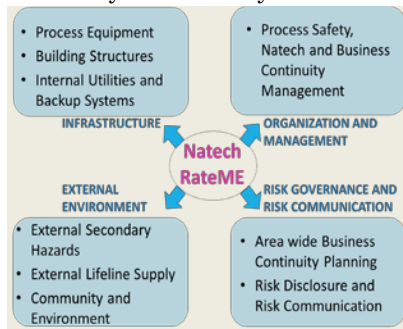 • Process Equipment
• Building Structures
• Internal Utilities and
Backup Systems
INFRASTRUCTURE
• Process Safety,
Natech and Business
Continuity
Management
ORGANIZATION AND
MANAGEMENT
Natech
RateME
EXTERNAL
ENVIRONMENT
• External Secondary
Hazards
• External Lifeline Supply
• Community and
Environment
RISK GOVERNANCE AND
RISK COMMUNICATION
• Area wide Business
Continuity Planning
• Risk Disclosure and
Risk Communication